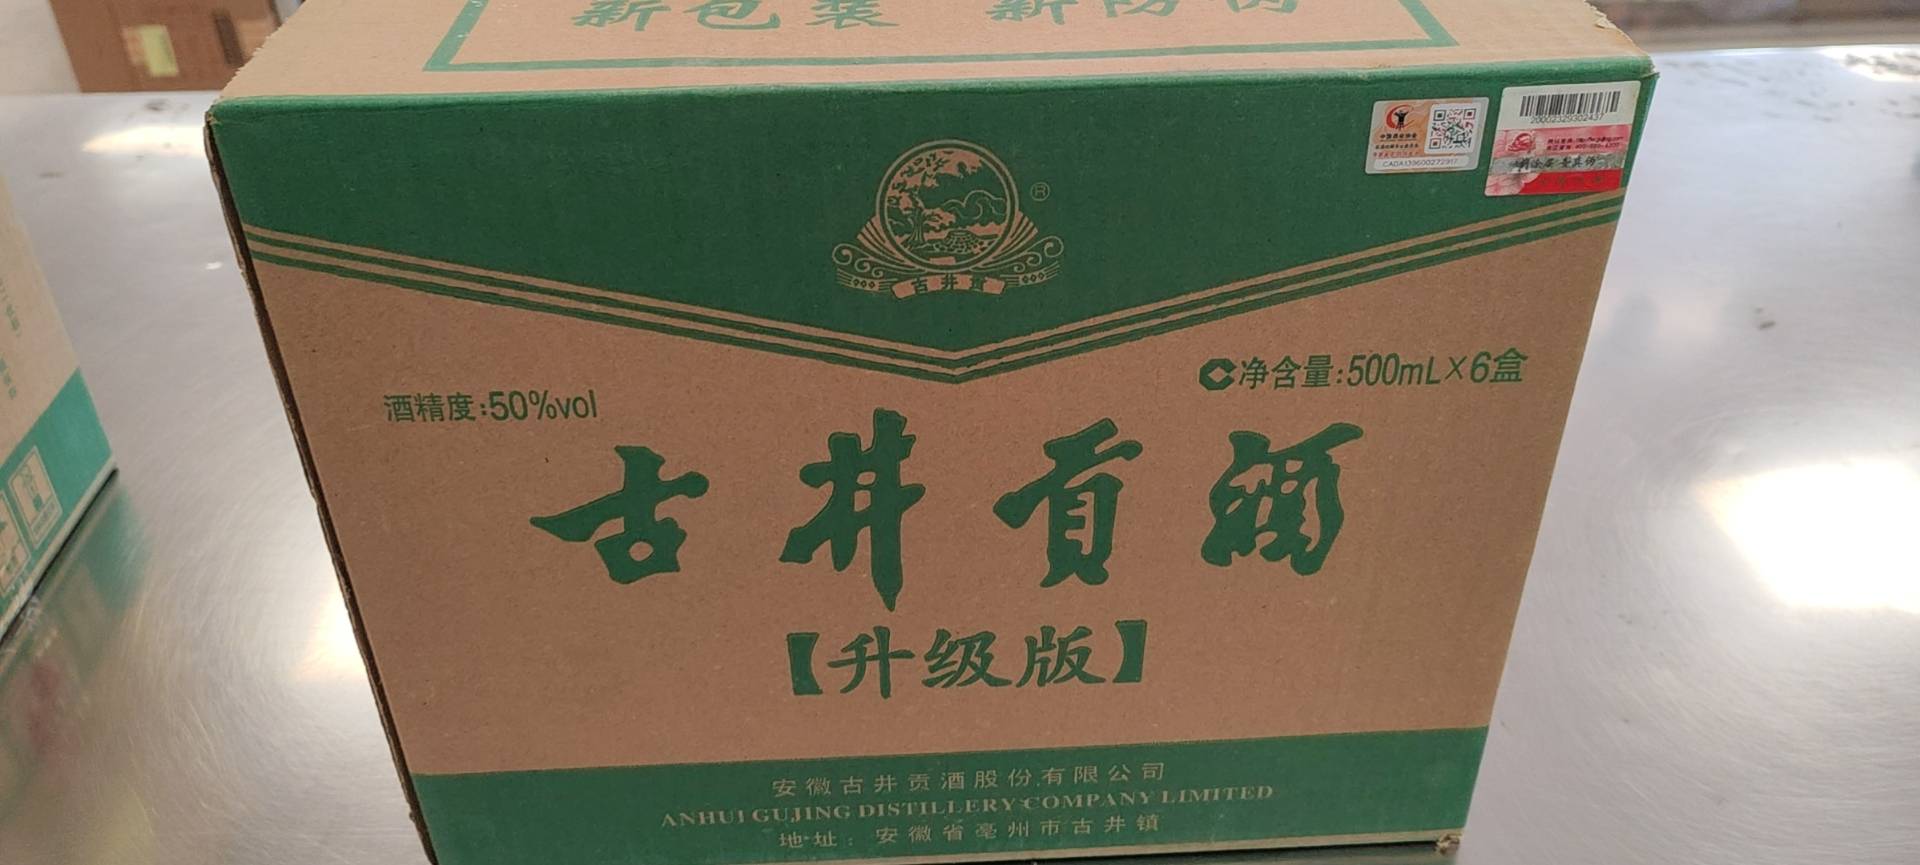 新包装 新防伪
20002329302437
CADA139600272917
®
古井贡
酒精度:50%vol
净含量:500mL×6盒
古井贡酒
【升级版】
安徽古井贡酒股份有限公司
ANHUI GUJING DISTILLERY COMPANY LIMITED
地址:安徽省亳州市古井镇